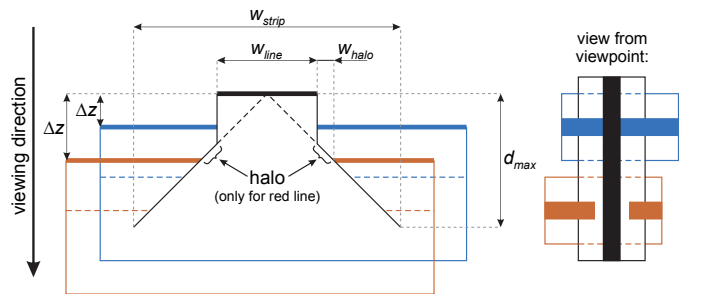 w_strip
w_line
w_halo
view from
viewpoint:
viewing direction
Δz
Δz
d_max
halo
(only for red line)